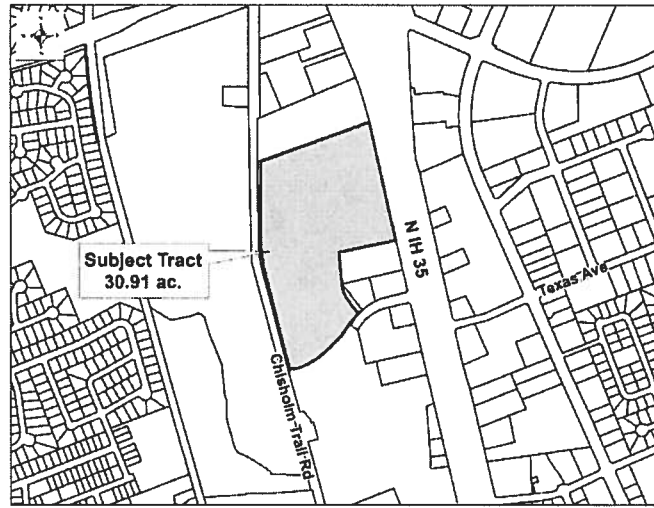 Subject Tract
30.91 ac.
N IH 35
Texas Ave
Chisholm Trail Rd